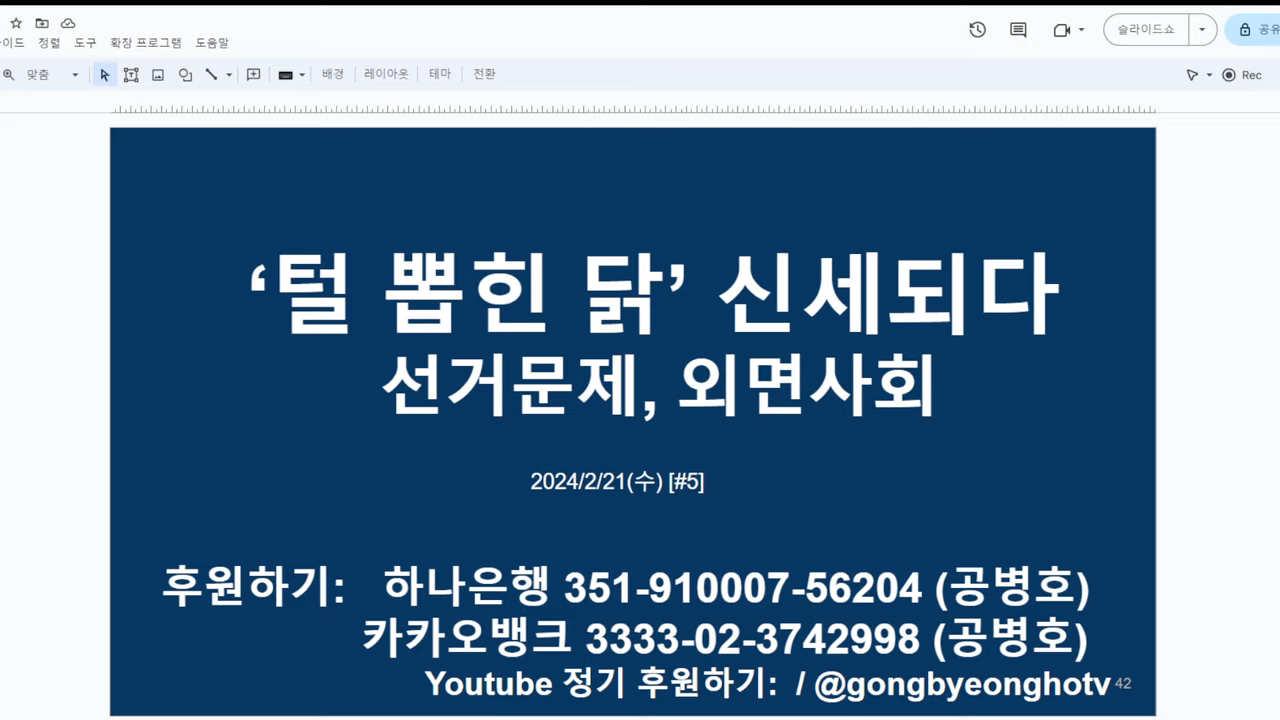 이드 정렬 도구 확장 프로그램 도움말
슬라이드쇼
공유
맞춤
배경 레이아웃 테마 전환
Rec
‘털 뽑힌 닭’ 신세되다
선거문제, 외면사회
2024/2/21(수) [#5]
후원하기: 하나은행 351-910007-56204 (공병호)
카카오뱅크 3333-02-3742998 (공병호)
Youtube 정기 후원하기: / @gongbyeonghotv
42